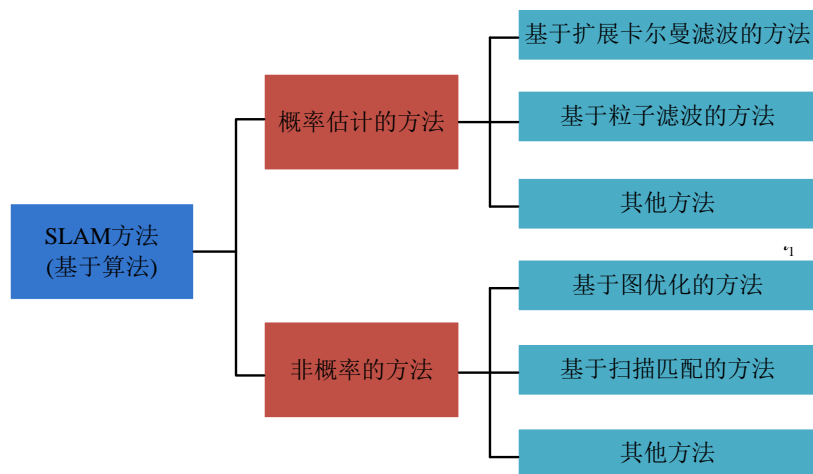 SLAM方法
(基于算法)
概率估计的方法
基于扩展卡尔曼滤波的方法
基于粒子滤波的方法
其他方法
非概率的方法
基于图优化的方法
基于扫描匹配的方法
其他方法